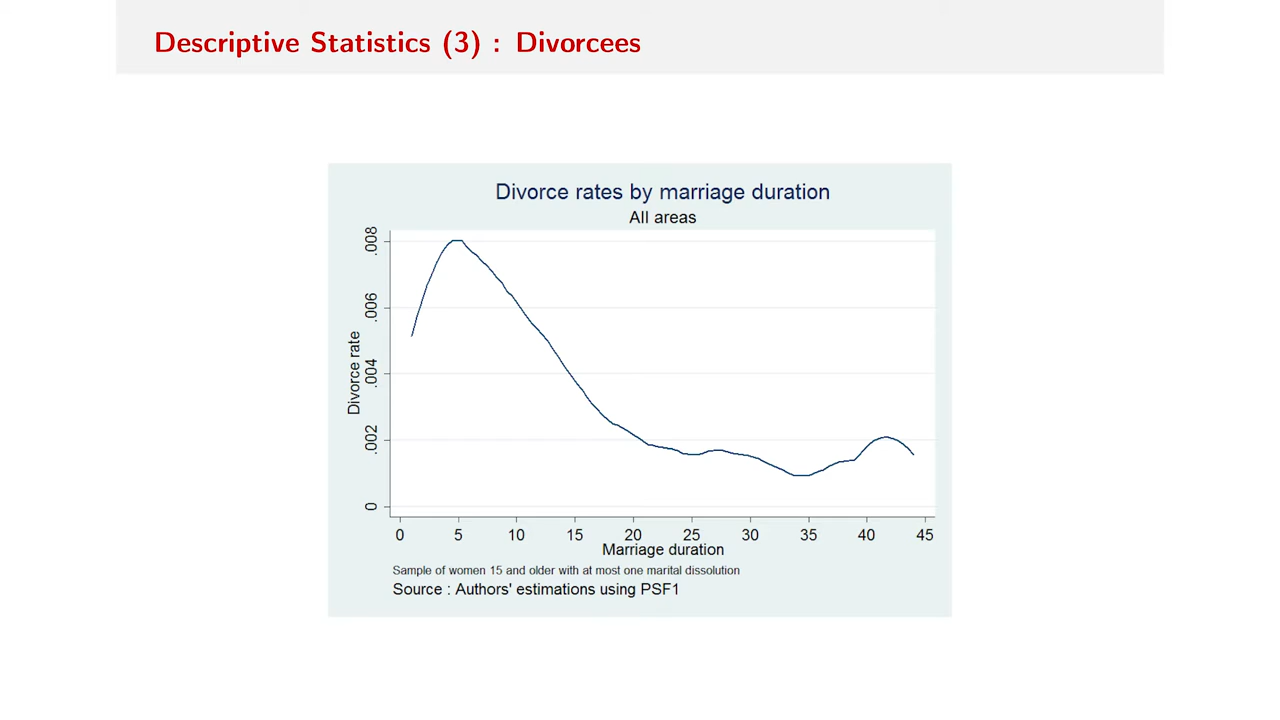 Descriptive Statistics (3) : Divorcees
Divorce rates by marriage duration
All areas
Divorce rate
.008
.006
.004
.002
0
0 5 10 15 20 25 30 35 40 45
Marriage duration
Sample of women 15 and older with at most one marital dissolution
Source : Authors' estimations using PSF1